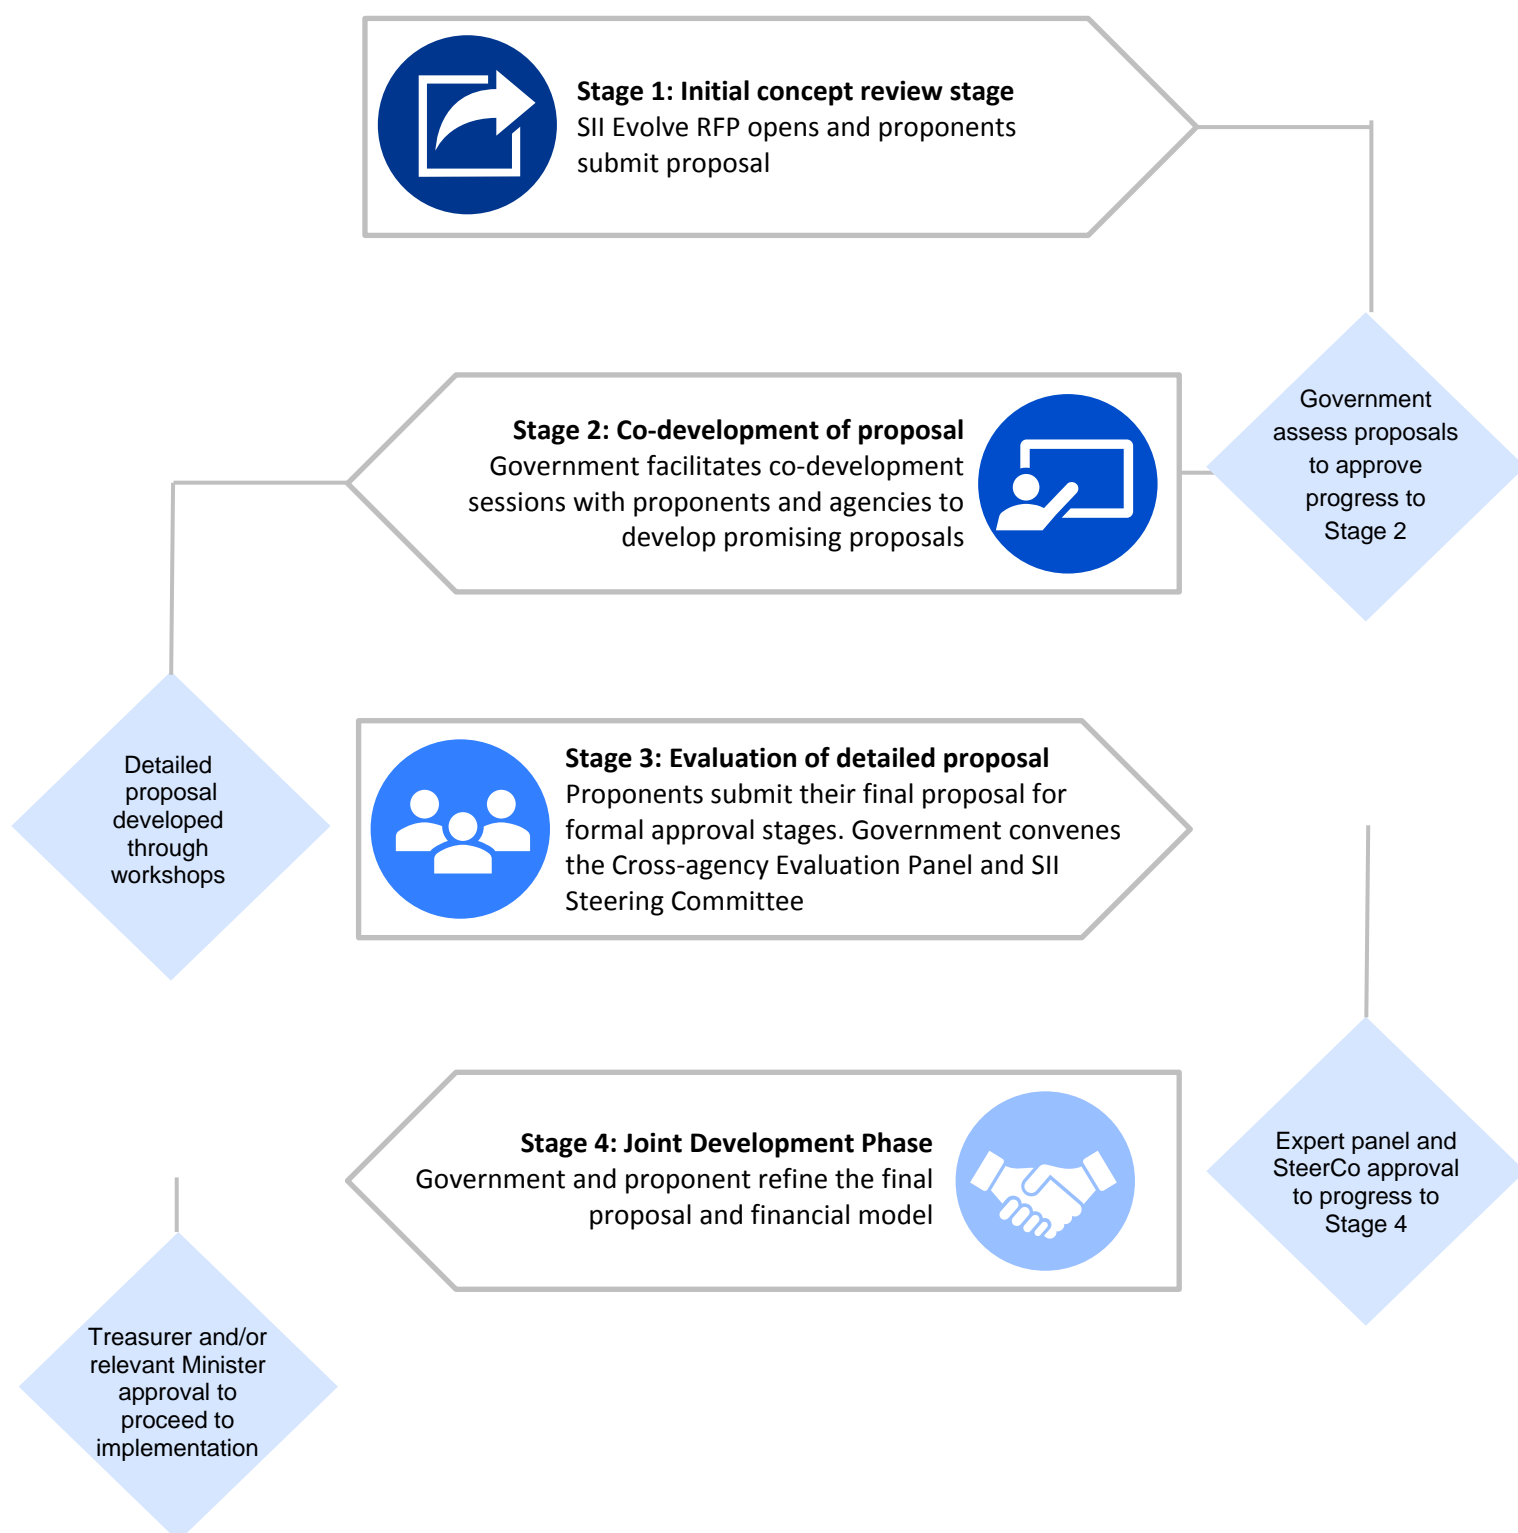 Stage 1: Initial concept review stage
SII Evolve RFP opens and proponents
submit proposal
Government
assess proposals
to approve
progress to
Stage 2
Stage 2: Co-development of proposal
Government facilitates co-development
sessions with proponents and agencies to
develop promising proposals
Detailed
proposal
developed
through
workshops
Stage 3: Evaluation of detailed proposal
Proponents submit their final proposal for
formal approval stages. Government convenes
the Cross-agency Evaluation Panel and SII
Steering Committee
Expert panel and
SteerCo approval
to progress to
Stage 4
Stage 4: Joint Development Phase
Government and proponent refine the final
proposal and financial model
Treasurer and/or
relevant Minister
approval to
proceed to
implementation